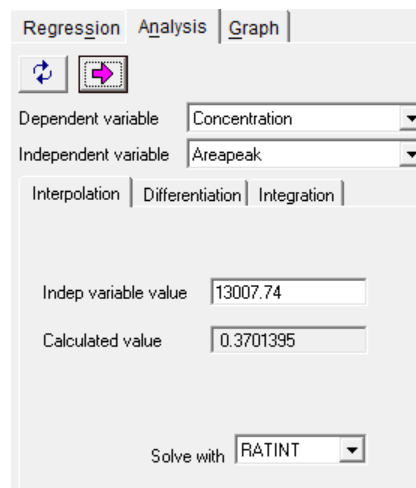 Regression Analysis Graph
Dependent variable Concentration
Independent variable Areapeak
Interpolation Differentiation Integration
Indep variable value 13007.74
Calculated value 0.3701395
Solve with RATINT